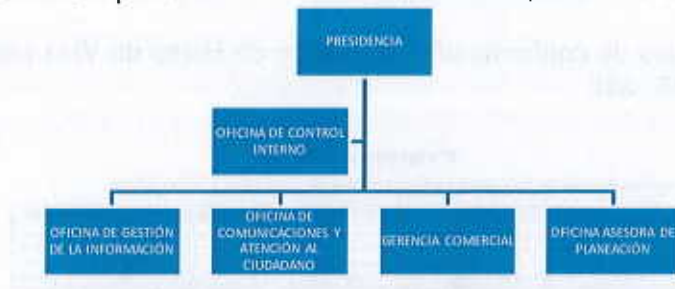 PRESIDENCIA
OFICINA DE CONTROL
INTERNO
OFICINA DE GESTIÓN
DE LA INFORMACIÓN
OFICINA DE
COMUNICACIONES Y
ATENCIÓN AL
CIUDADANO
GERENCIA COMERCIAL
OFICINA ASESORA DE
PLANEACIÓN